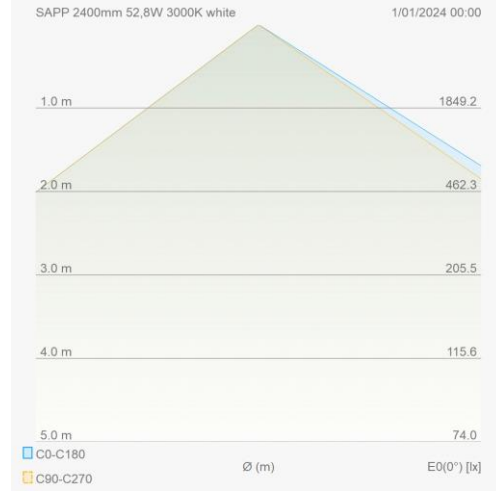 SAPP 2400mm 52,8W 3000K white 1/01/2024 00:00
1.0 m 1849.2
2.0 m 462.3
3.0 m 205.5
4.0 m 115.6
5.0 m 74.0
C0-C180
Ø (m) E0(0°) [lx]
C90-C270